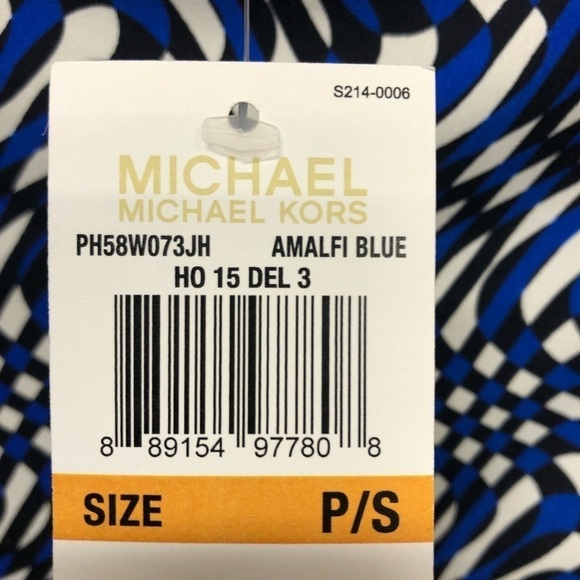 S214-0006
MICHAEL
MICHAEL KORS
PH58W073JH AMALFI BLUE
HO 15 DEL 3
8 89154 97780 8
SIZE P/S